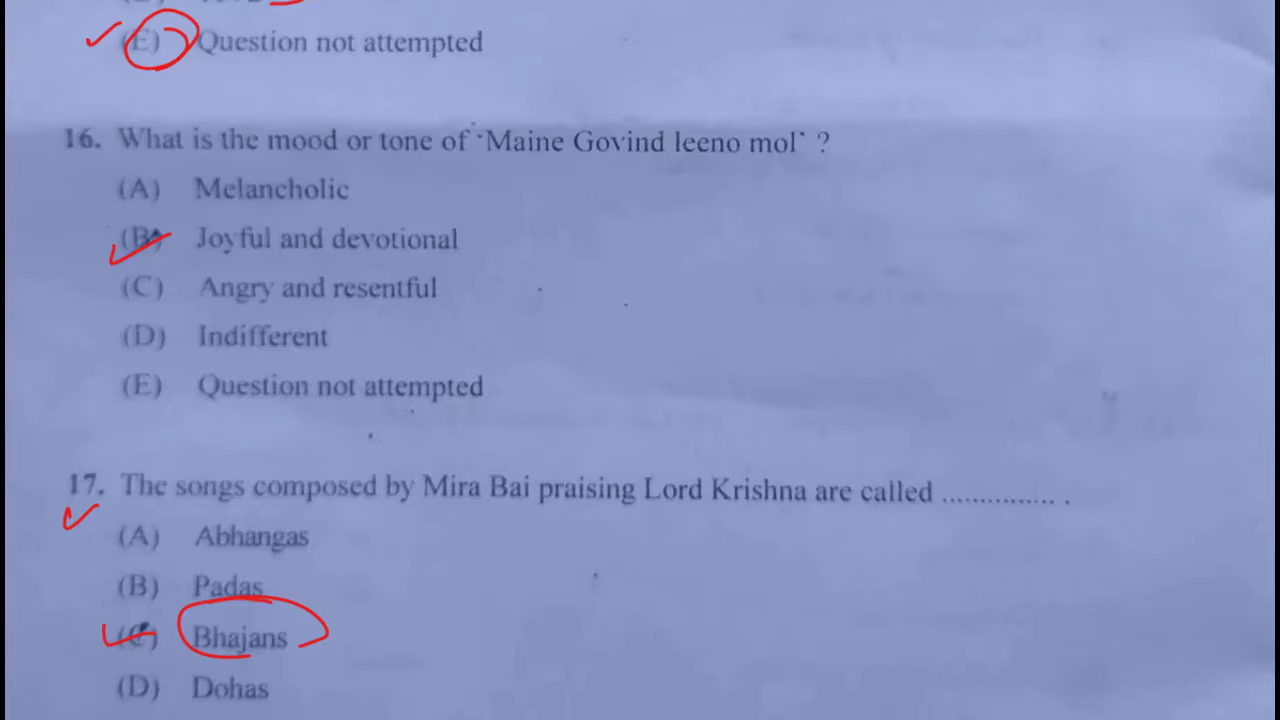 (E) Question not attempted
16. What is the mood or tone of 'Maine Govind leeno mol' ?
(A) Melancholic
(B) Joyful and devotional
(C) Angry and resentful
(D) Indifferent
(E) Question not attempted
17. The songs composed by Mira Bai praising Lord Krishna are called ............... .
(A) Abhangas
(B) Padas
(C) Bhajans
(D) Dohas